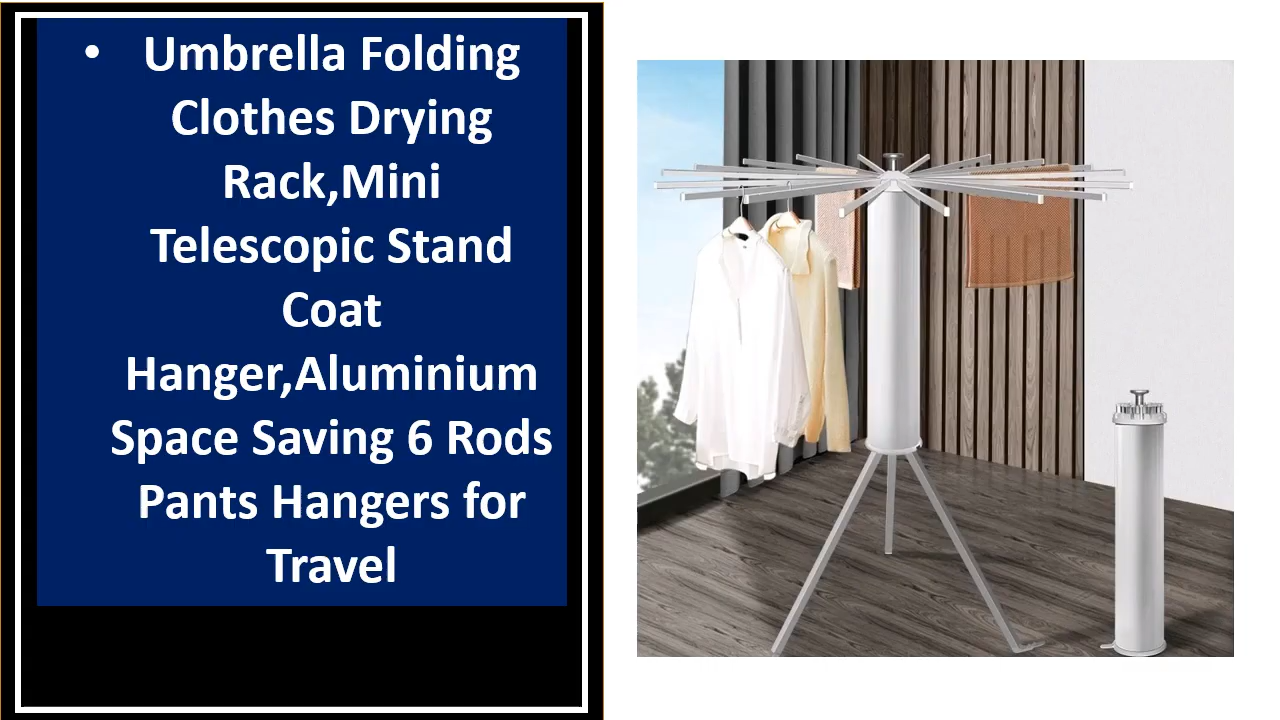 • Umbrella Folding
Clothes Drying
Rack,Mini
Telescopic Stand
Coat
Hanger,Aluminium
Space Saving 6 Rods
Pants Hangers for
Travel